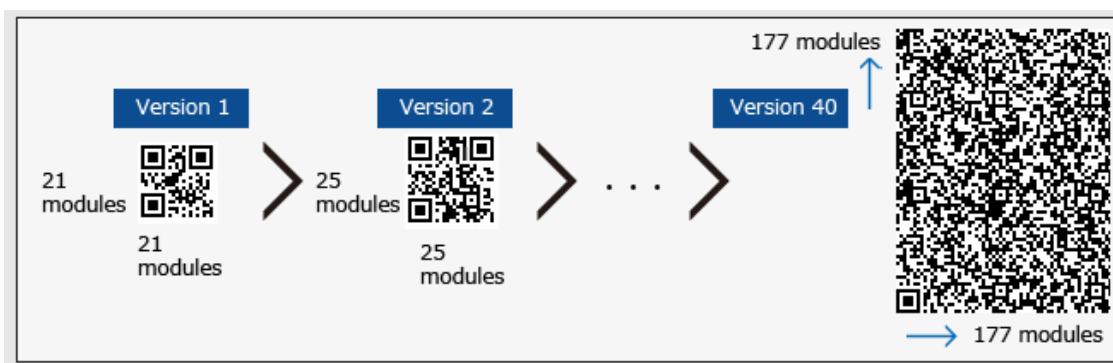 177 modules
Version 1
Version 2
Version 40
21
modules
25
modules
. . .
21
modules
25
modules
177 modules